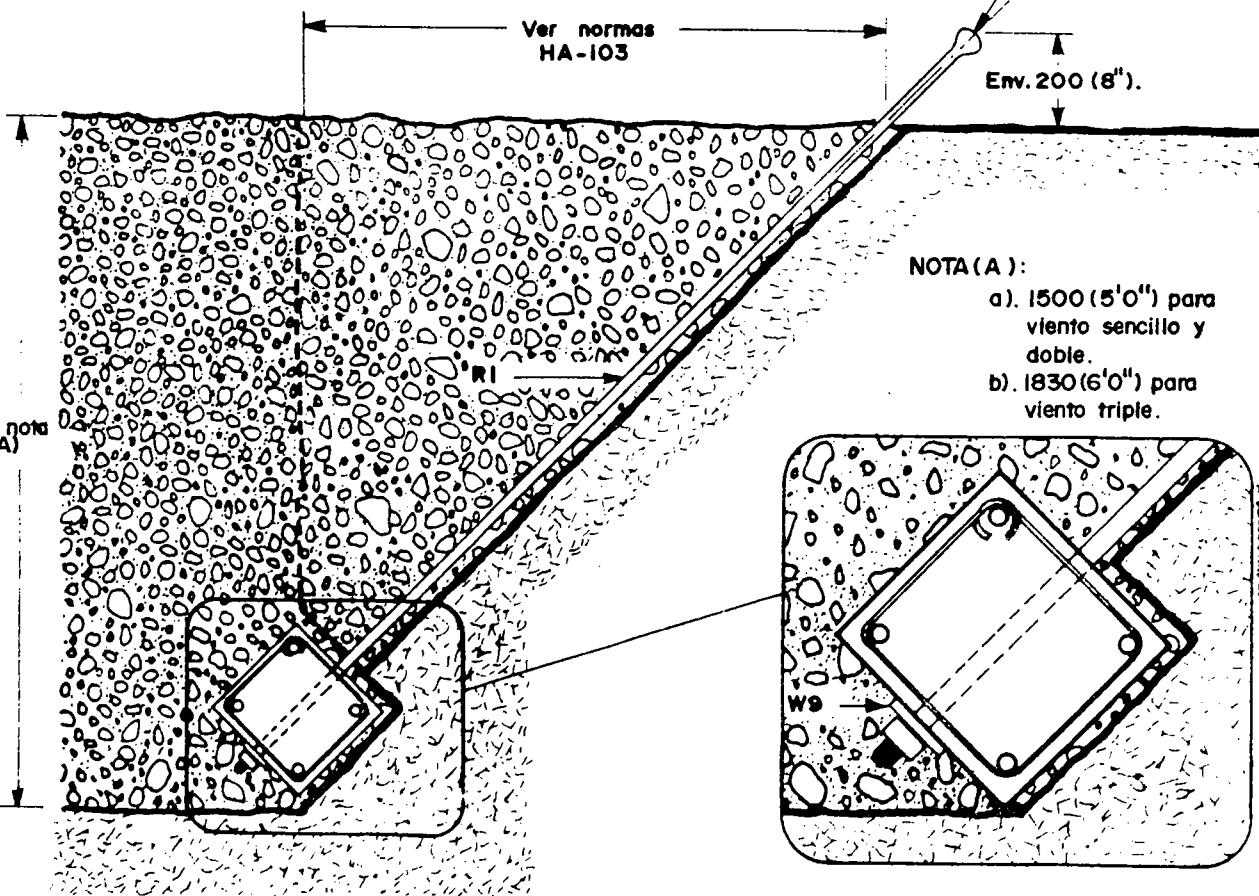 Ver normas
HA-103
Env. 200 (8").
NOTA (A):
a). 1500 (5'0") para
viento sencillo y
doble.
b). 1830 (6'0") para
viento triple.
R1
nota
A)
W9